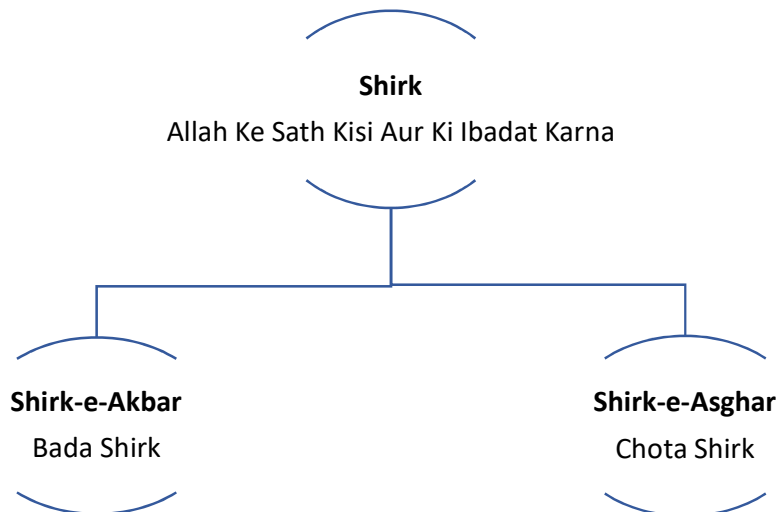 Shirk
Allah Ke Sath Kisi Aur Ki Ibadat Karna
Shirk-e-Akbar
Bada Shirk
Shirk-e-Asghar
Chota Shirk